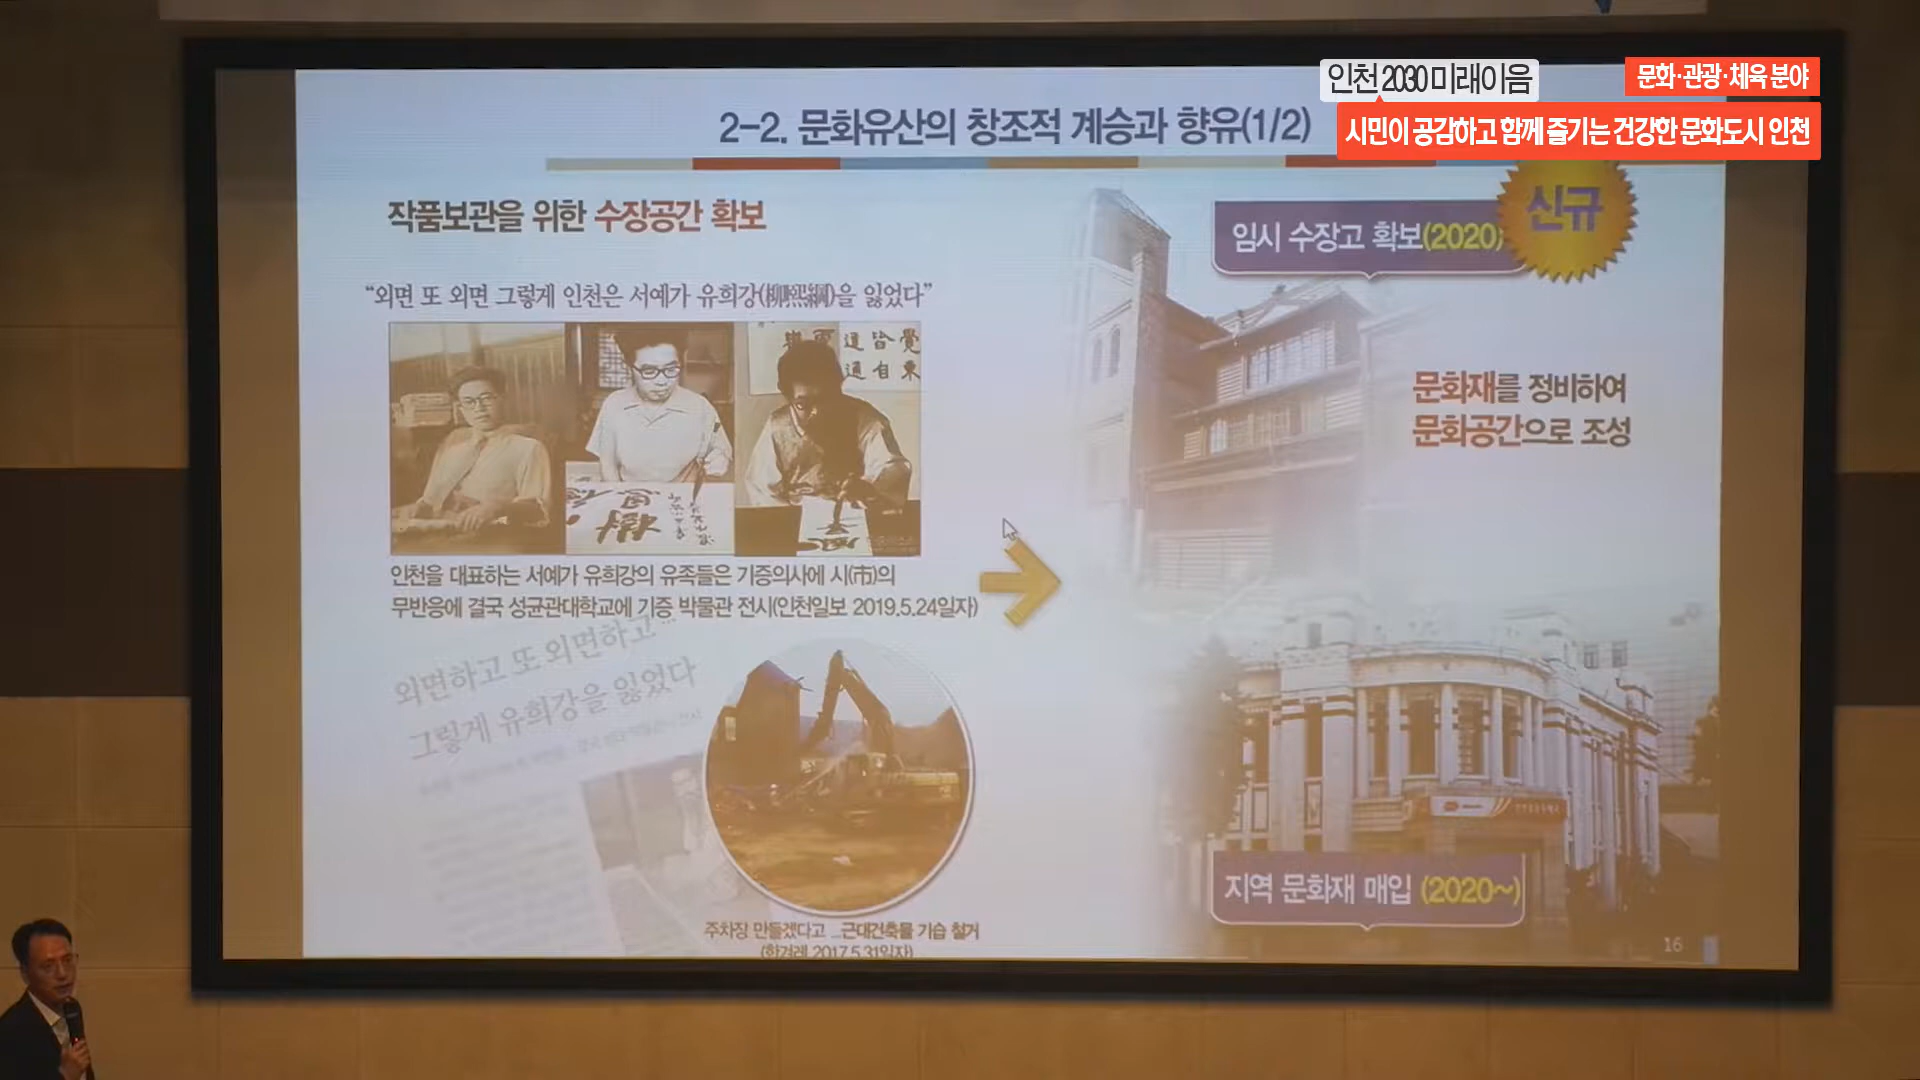 인천 2030 미래이음
문화·관광·체육 분야
시민이 공감하고 함께 즐기는 건강한 문화도시 인천
2-2. 문화유산의 창조적 계승과 향유(1/2)
작품보관을 위한 수장공간 확보
“외면 또 외면 그렇게 인천은 서예가 유희강(柳熙綱)을 잃었다”
인천을 대표하는 서예가 유희강의 유족들은 기증의사에 시(市)의
무반응에 결국 성균관대학교에 기증 박물관 전시(인천일보 2019.5.24일자)
외면하고 또 외면하고…
그렇게 유희강을 잃었다
주차장 만들겠다고 ...근대건축물 기습 철거
(한겨레 2017.5.31일자)
임시 수장고 확보(2020)
신규
문화재를 정비하여
문화공간으로 조성
지역 문화재 매입 (2020~)
16